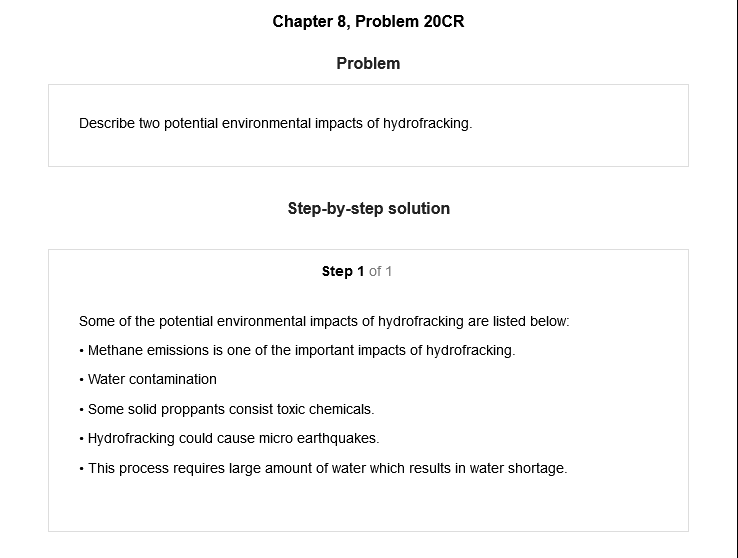 Chapter 8, Problem 20CR
Problem
Describe two potential environmental impacts of hydrofracking.
Step-by-step solution
Step 1 of 1
Some of the potential environmental impacts of hydrofracking are listed below:
• Methane emissions is one of the important impacts of hydrofracking.
• Water contamination
• Some solid proppants consist toxic chemicals.
• Hydrofracking could cause micro earthquakes.
• This process requires large amount of water which results in water shortage.